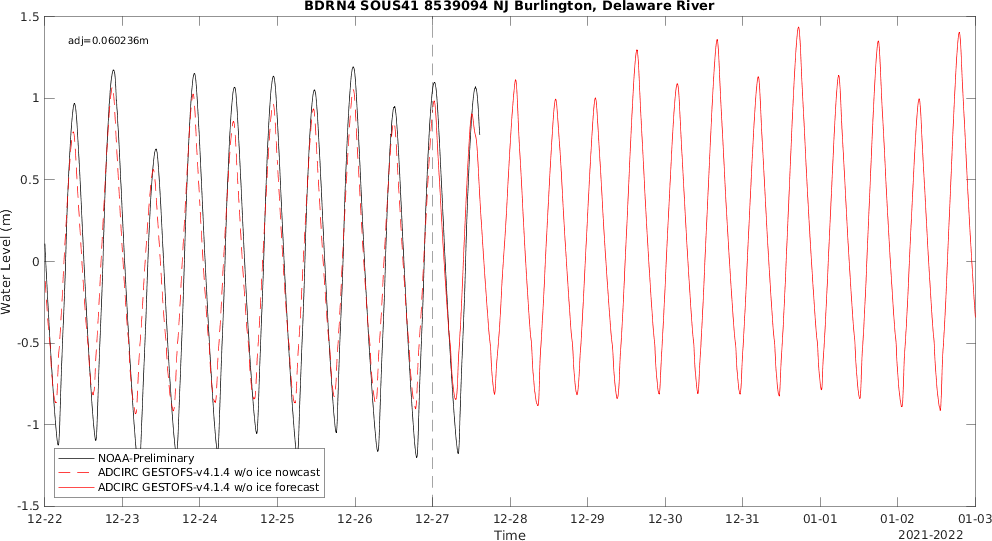 BDRN4 SOUS41 8539094 NJ Burlington, Delaware River
adj=0.060236m
1.5
1
0.5
0
-0.5
-1
-1.5
Water Level (m)
NOAA-Preliminary
ADCIRC GESTOFS-v4.1.4 w/o ice nowcast
ADCIRC GESTOFS-v4.1.4 w/o ice forecast
12-22 12-23 12-24 12-25 12-26 12-27 12-28 12-29 12-30 12-31 01-01 01-02 01-03
Time
2021-2022